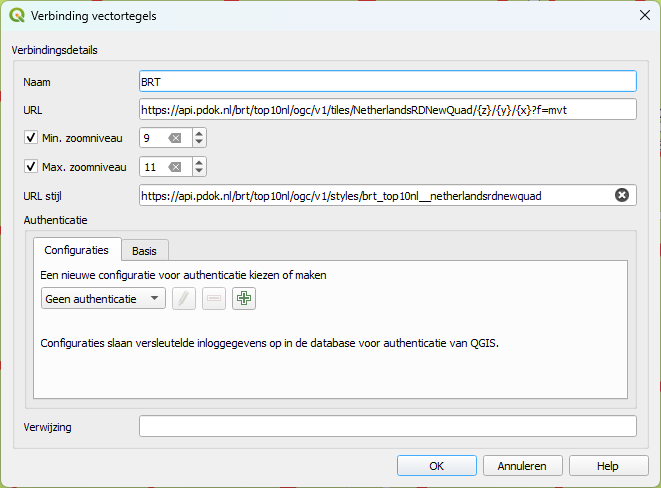 Verbinding vectortegels
Verbindingsdetails
Naam BRT
URL https://api.pdok.nl/brt/top10nl/ogc/v1/tiles/NetherlandsRDNewQuad/{z}/{y}/{x}?f=mvt
Min. zoomniveau 9
Max. zoomniveau 11
URL stijl https://api.pdok.nl/brt/top10nl/ogc/v1/styles/brt_top10nl__netherlandsrdnewquad
Authenticatie
Configuraties Basis
Een nieuwe configuratie voor authenticatie kiezen of maken
Geen authenticatie
Configuraties slaan versleutelde inloggegevens op in de database voor authenticatie van QGIS.
Verwijzing
OK Annuleren Help